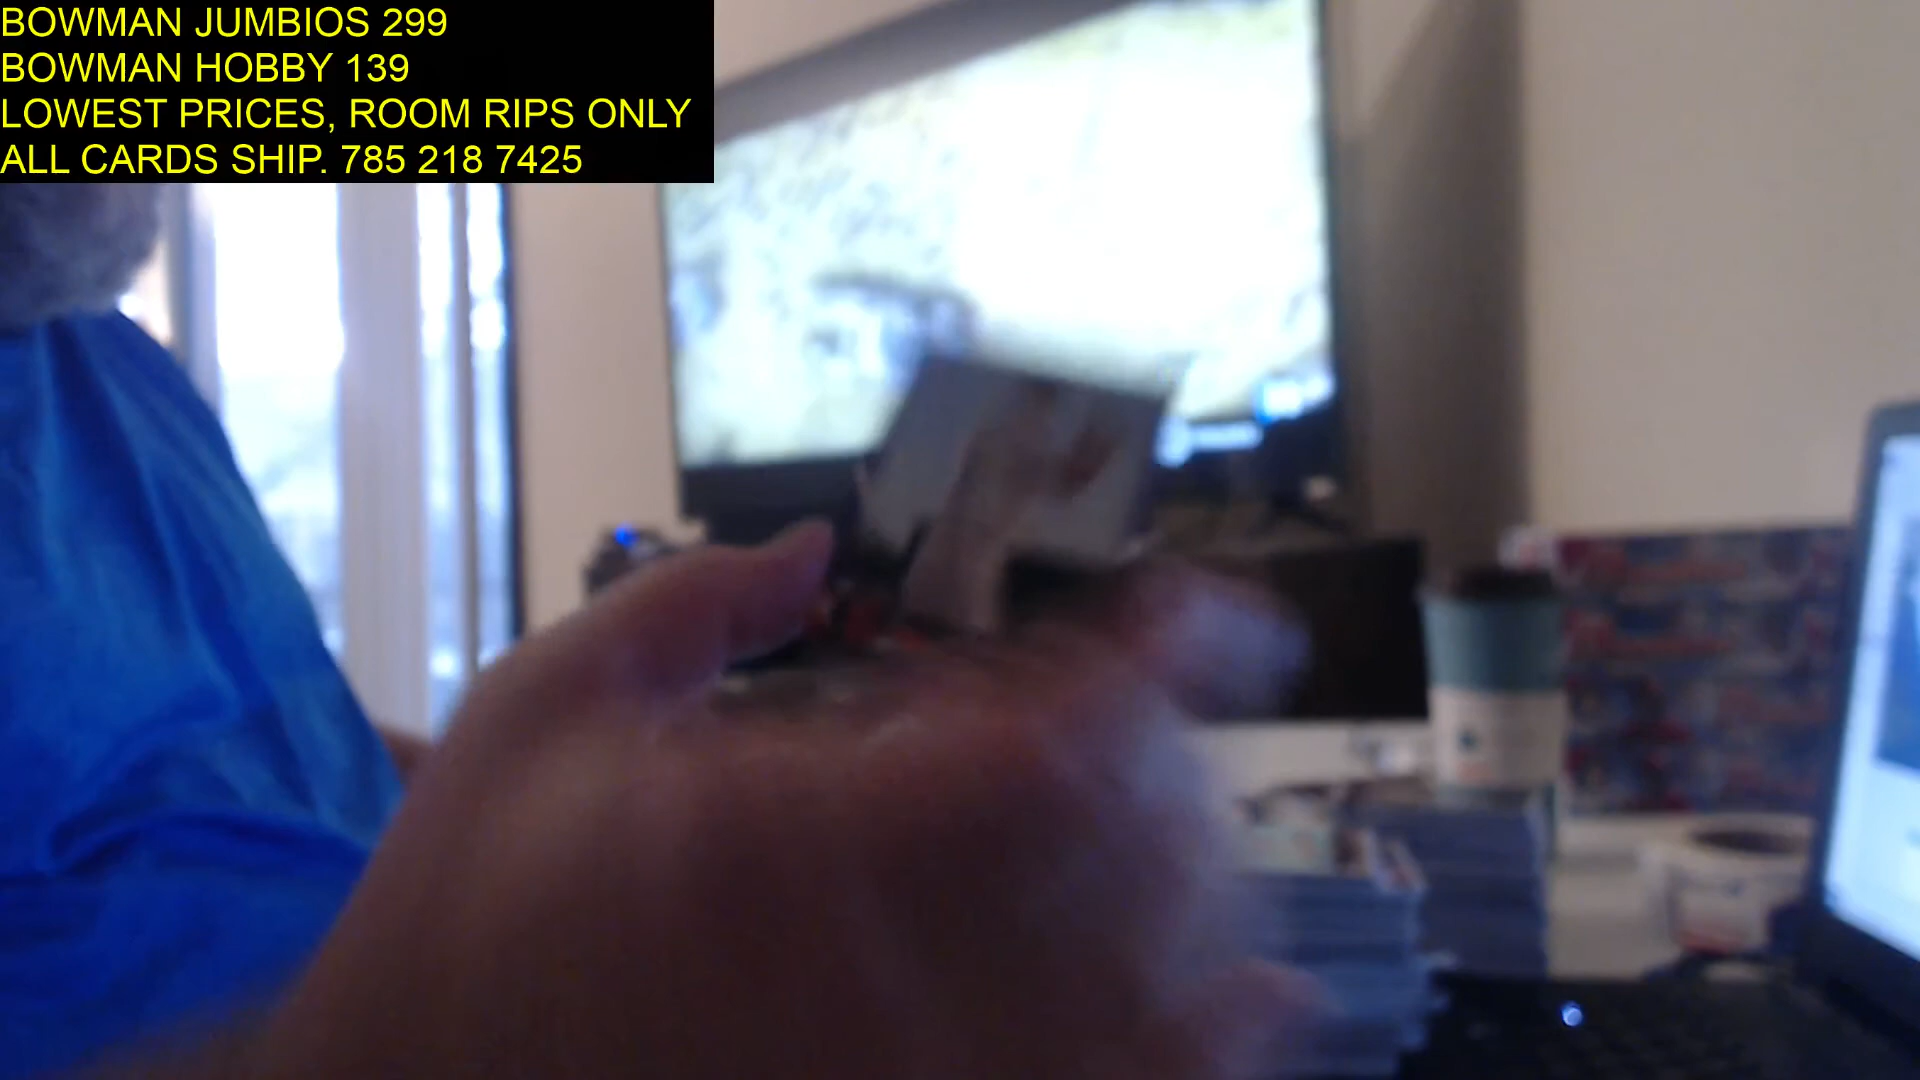 BOWMAN JUMBIOS 299
BOWMAN HOBBY 139
LOWEST PRICES, ROOM RIPS ONLY
ALL CARDS SHIP. 785 218 7425